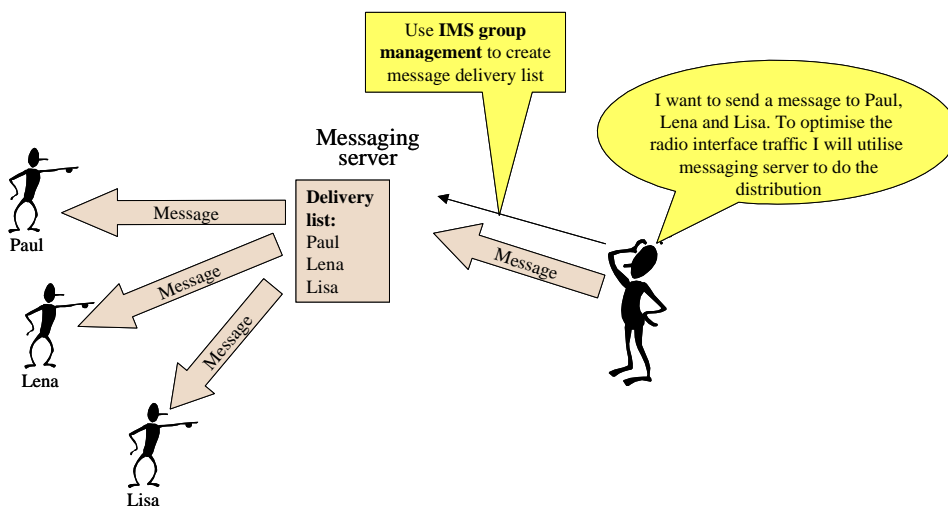 Use IMS group
management to create
message delivery list
I want to send a message to Paul,
Lena and Lisa. To optimise the
radio interface traffic I will utilise
messaging server to do the
distribution
Messaging
server
Delivery
list:
Paul
Lena
Lisa
Message
Message
Message
Message
Paul
Lena
Lisa